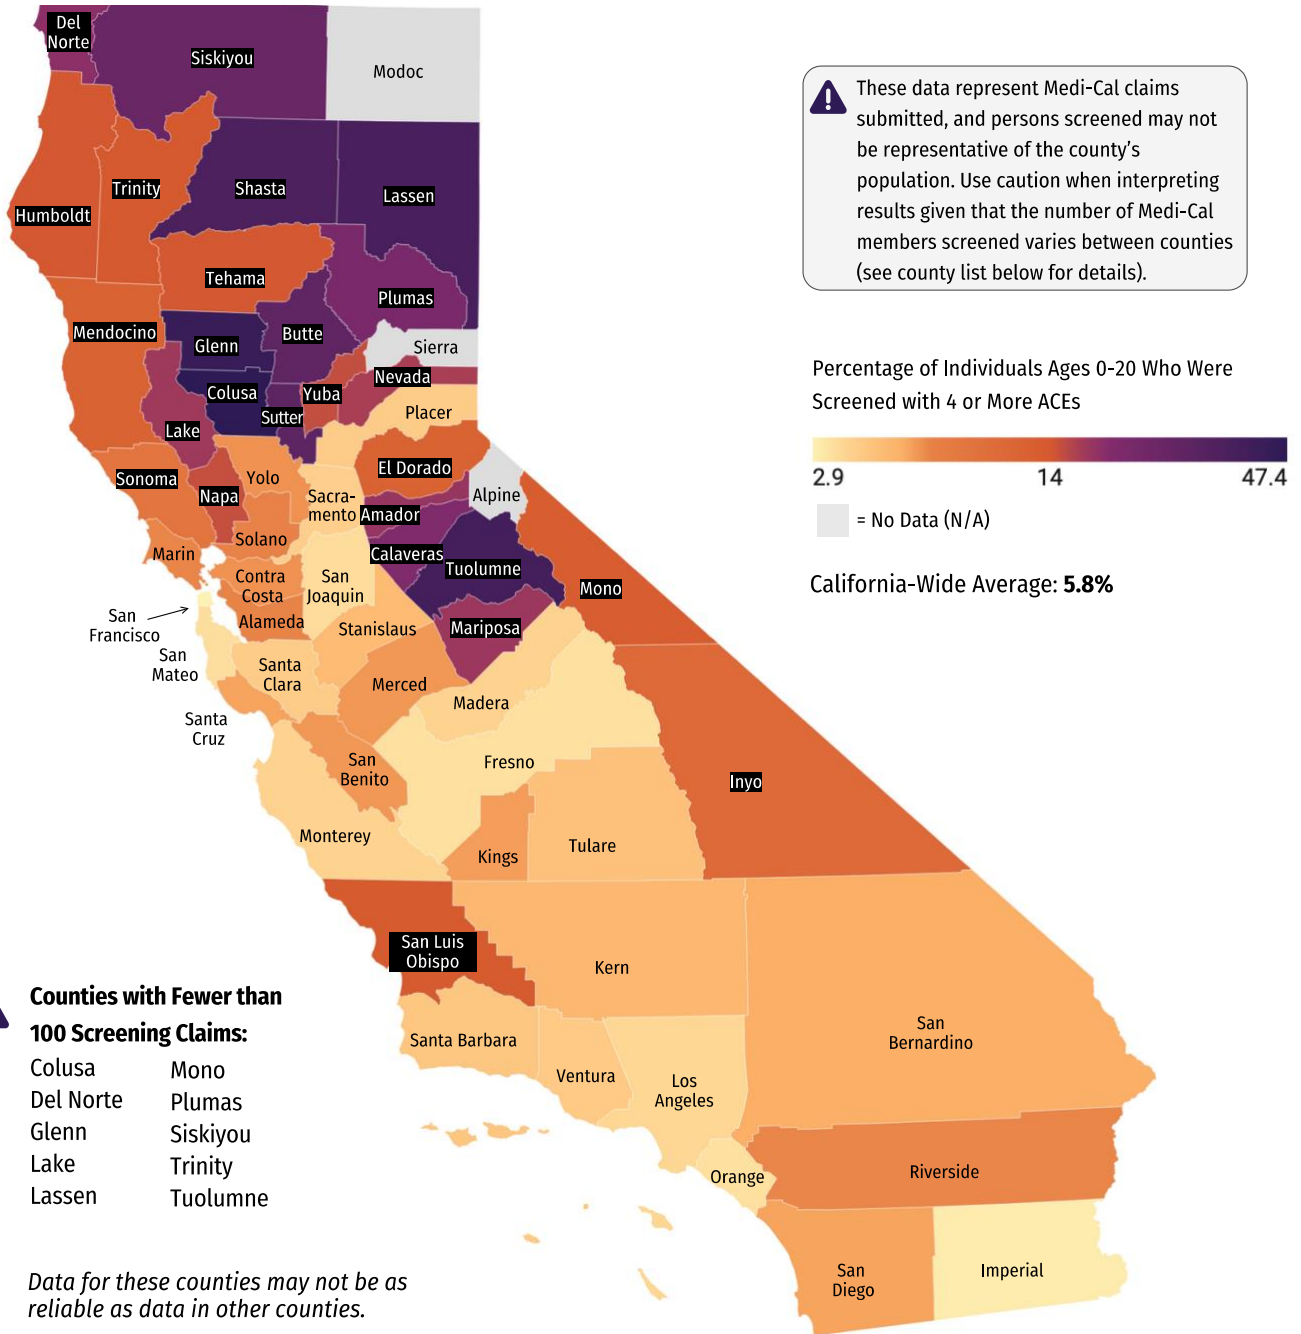 Del
Norte
Siskiyou
Modoc
Humboldt
Trinity
Shasta
Lassen
Tehama
Plumas
Mendocino
Glenn
Butte
Sierra
Nevada
Colusa
Yuba
Sutter
Placer
Lake
El Dorado
Sonoma
Yolo
Napa
Sacra-
mento
Amador
Alpine
Solano
Marin
Calaveras
Tuolumne
Contra
Costa
San
Joaquin
Mono
San
Francisco
Alameda
Stanislaus
Mariposa
San
Mateo
Santa
Clara
Merced
Madera
Santa
Cruz
San
Benito
Fresno
Inyo
Monterey
Kings
Tulare
San Luis
Obispo
Kern
Santa Barbara
Ventura
Los
Angeles
San
Bernardino
Orange
Riverside
San
Diego
Imperial
These data represent Medi-Cal claims
submitted, and persons screened may not
be representative of the county’s
population. Use caution when interpreting
results given that the number of Medi-Cal
members screened varies between counties
(see county list below for details).
Percentage of Individuals Ages 0-20 Who Were
Screened with 4 or More ACEs
2.9 14 47.4
= No Data (N/A)
California-Wide Average: 5.8%
Counties with Fewer than
100 Screening Claims:
Colusa
Del Norte
Glenn
Lake
Lassen
Mono
Plumas
Siskiyou
Trinity
Tuolumne
Data for these counties may not be as
reliable as data in other counties.